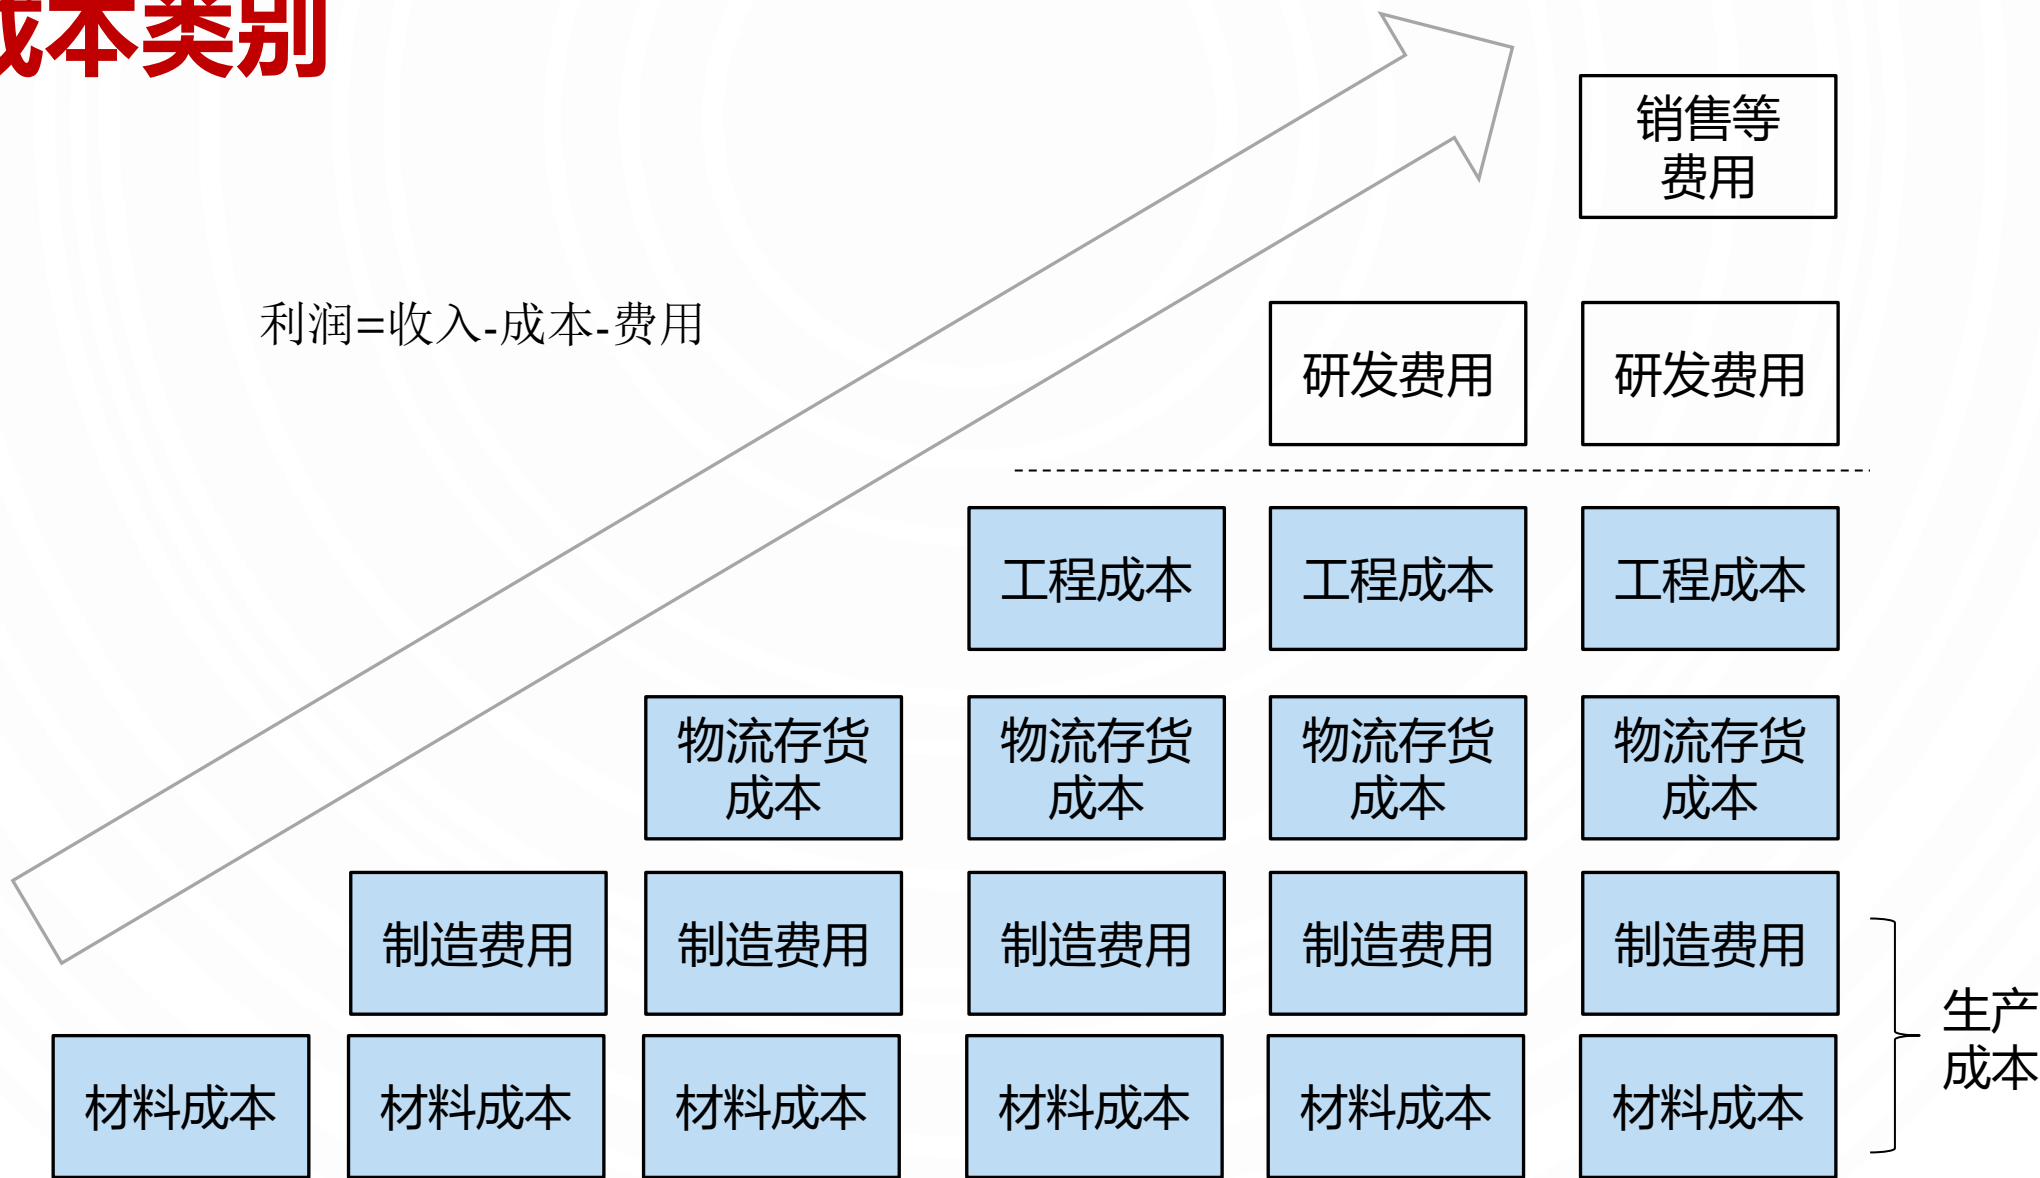 成本类别
销售等
费用
利润=收入-成本-费用
研发费用 研发费用
工程成本 工程成本 工程成本
物流存货 物流存货 物流存货 物流存货
成本 成本 成本 成本
制造费用 制造费用 制造费用 制造费用 制造费用
生产
成本
材料成本 材料成本 材料成本 材料成本 材料成本 材料成本